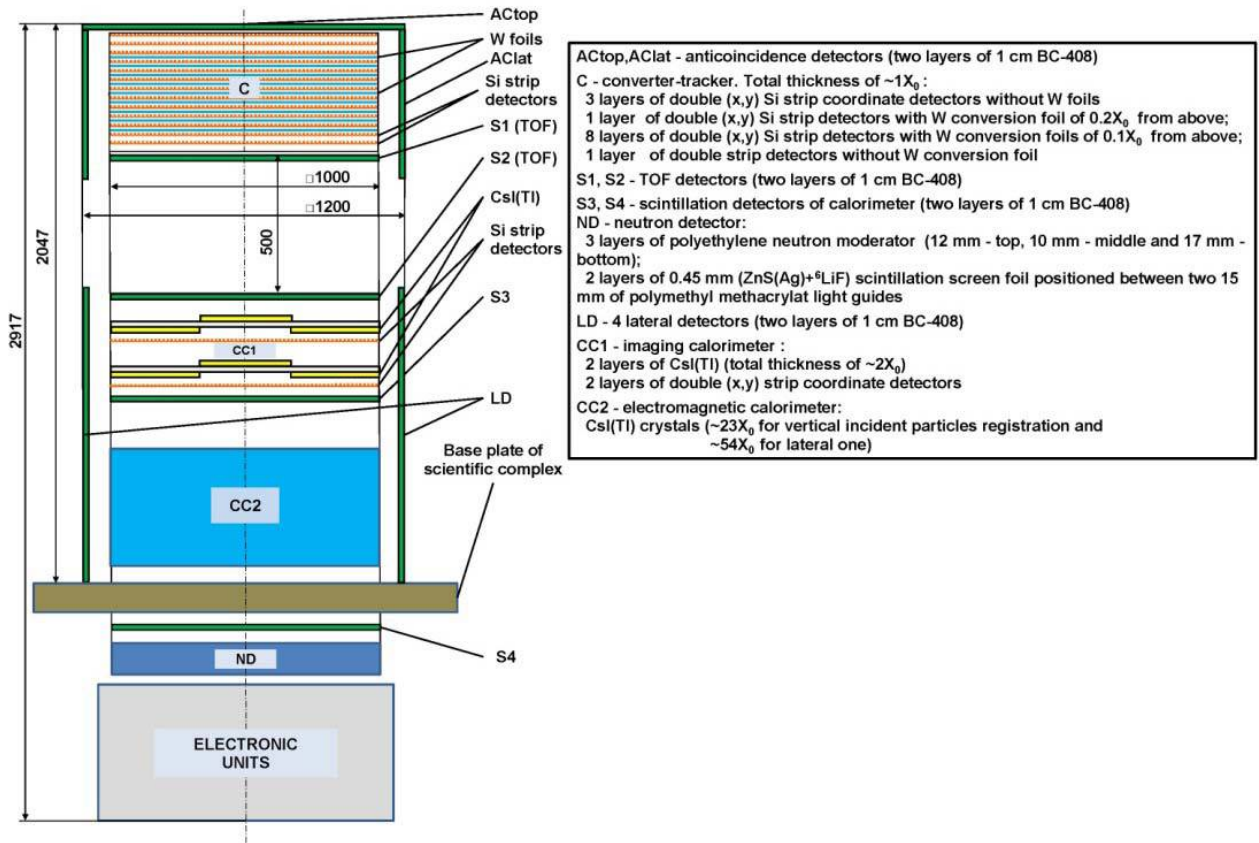 ACtop
W foils
AClat
Si strip
detectors
S1 (TOF)
S2 (TOF)
CsI(Tl)
Si strip
detectors
S3
LD
Base plate of
scientific complex
S4
C
□1000
□1200
500
2047
2917
CC1
CC2
ND
ELECTRONIC
UNITS
ACtop,AClat - anticoincidence detectors (two layers of 1 cm BC-408)
C - converter-tracker. Total thickness of ~1X₀ :
3 layers of double (x,y) Si strip coordinate detectors without W foils
1 layer of double (x,y) Si strip detectors with W conversion foil of 0.2X₀ from above;
8 layers of double (x,y) Si strip detectors with W conversion foils of 0.1X₀ from above;
1 layer of double strip detectors without W conversion foil
S1, S2 - TOF detectors (two layers of 1 cm BC-408)
S3, S4 - scintillation detectors of calorimeter (two layers of 1 cm BC-408)
ND - neutron detector:
3 layers of polyethylene neutron moderator (12 mm - top, 10 mm - middle and 17 mm -
bottom);
2 layers of 0.45 mm (ZnS(Ag)+⁶LiF) scintillation screen foil positioned between two 15
mm of polymethyl methacrylat light guides
LD - 4 lateral detectors (two layers of 1 cm BC-408)
CC1 - imaging calorimeter :
2 layers of CsI(Tl) (total thickness of ~2X₀)
2 layers of double (x,y) strip coordinate detectors
CC2 - electromagnetic calorimeter:
CsI(Tl) crystals (~23X₀ for vertical incident particles registration and
~54X₀ for lateral one)